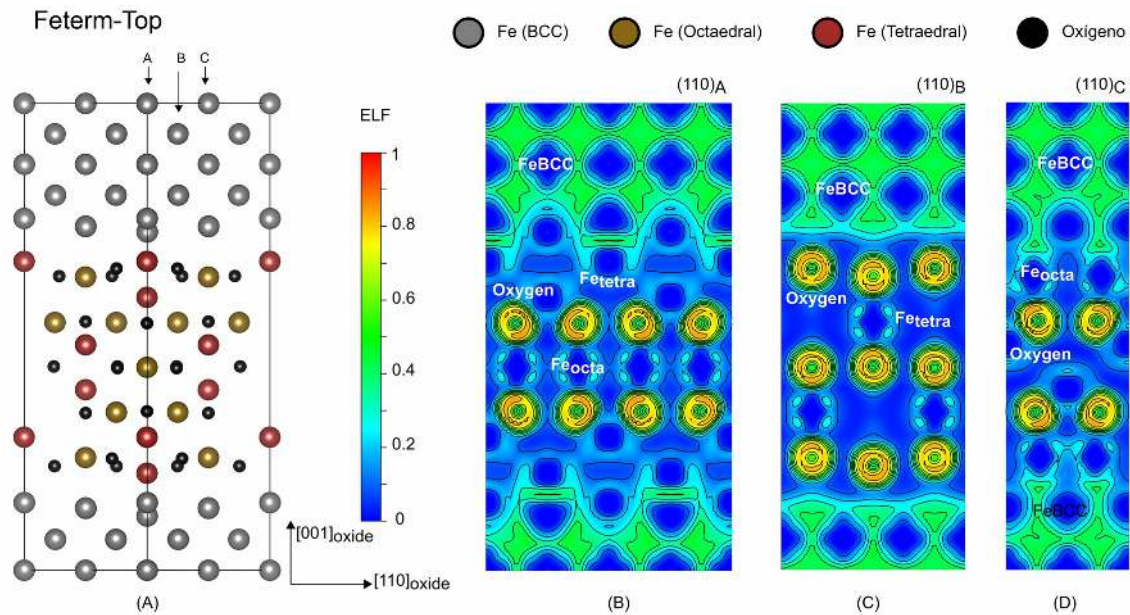 Feterm-Top
Fe (BCC)
Fe (Octaedral)
Fe (Tetraedral)
Oxígeno
A
B
C
ELF
1
0.8
0.6
0.4
0.2
0
[001]oxide
[110]oxide
(A)
(110)A
FeBCC
Fetetra
Oxygen
Feocta
(B)
(110)B
FeBCC
Oxygen
Fetetra
(C)
(110)C
FeBCC
Feocta
Oxygen
FeBCC
(D)